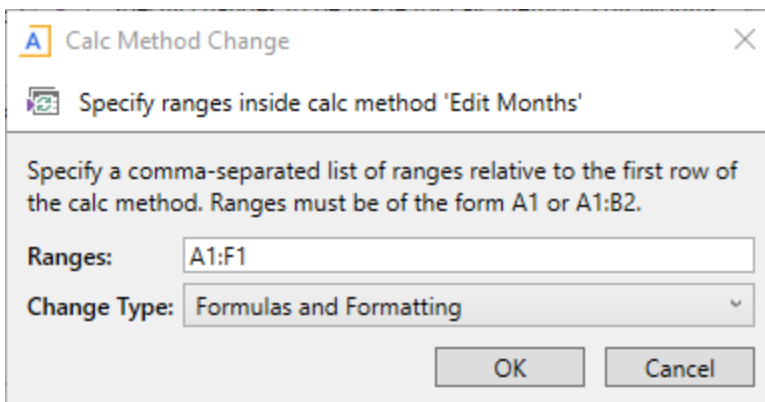 A Calc Method Change
Specify ranges inside calc method 'Edit Months'
Specify a comma-separated list of ranges relative to the first row of
the calc method. Ranges must be of the form A1 or A1:B2.
Ranges: A1:F1
Change Type: Formulas and Formatting
OK Cancel